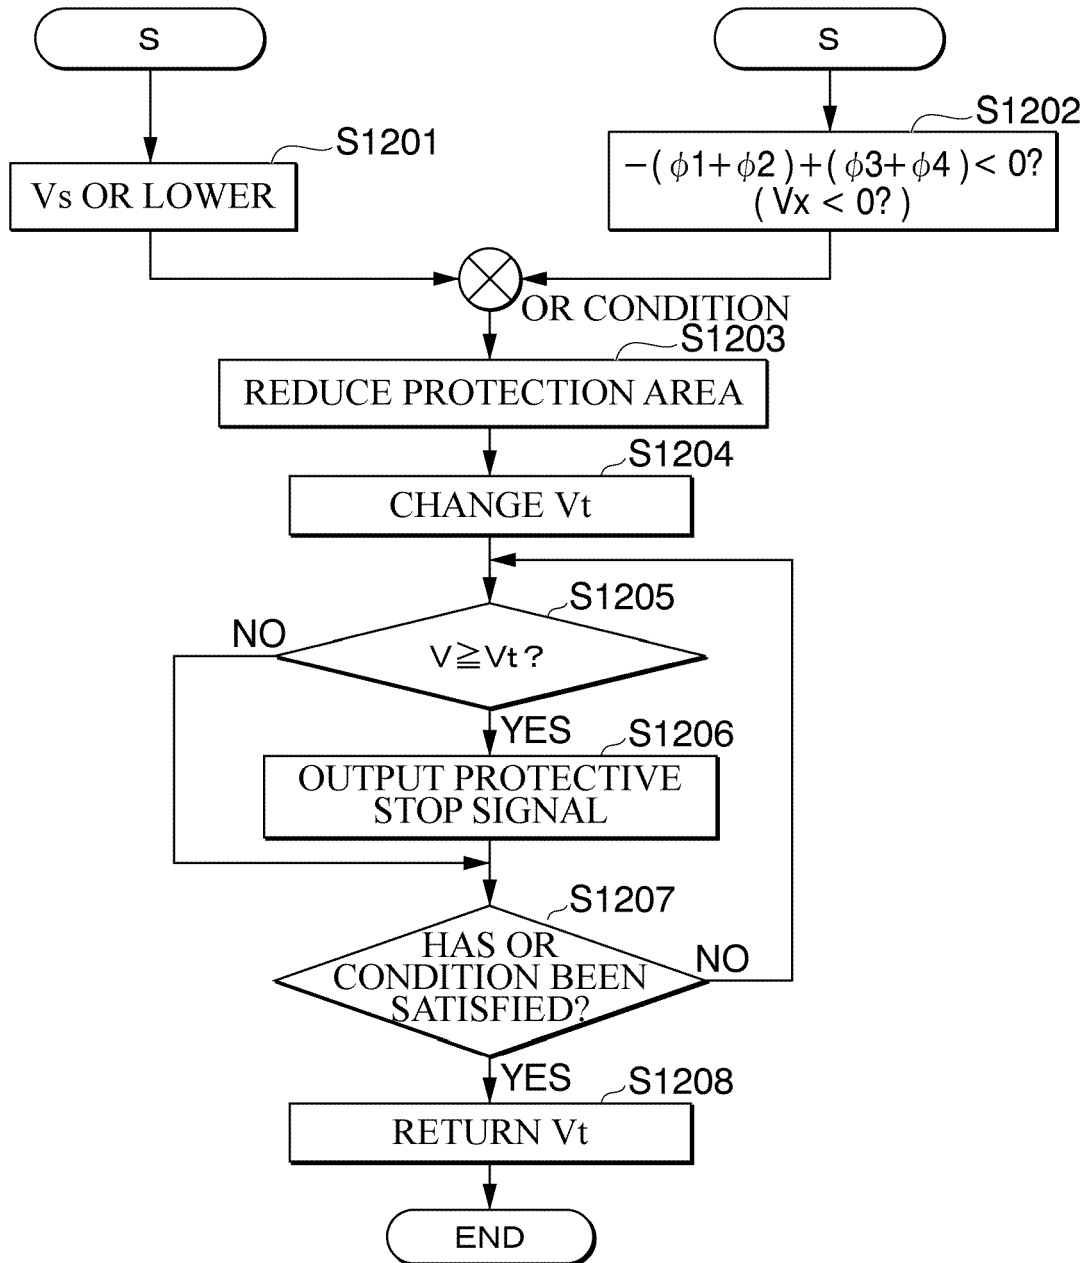 S
S
S1201
S1202
Vs OR LOWER
−(ϕ1+ϕ2)+(ϕ3+ϕ4)<0?
(Vx < 0?)
OR CONDITION
S1203
REDUCE PROTECTION AREA
S1204
CHANGE Vt
S1205
NO
V≧Vt?
YES
S1206
OUTPUT PROTECTIVE
STOP SIGNAL
S1207
HAS OR
CONDITION BEEN
SATISFIED?
NO
YES
S1208
RETURN Vt
END